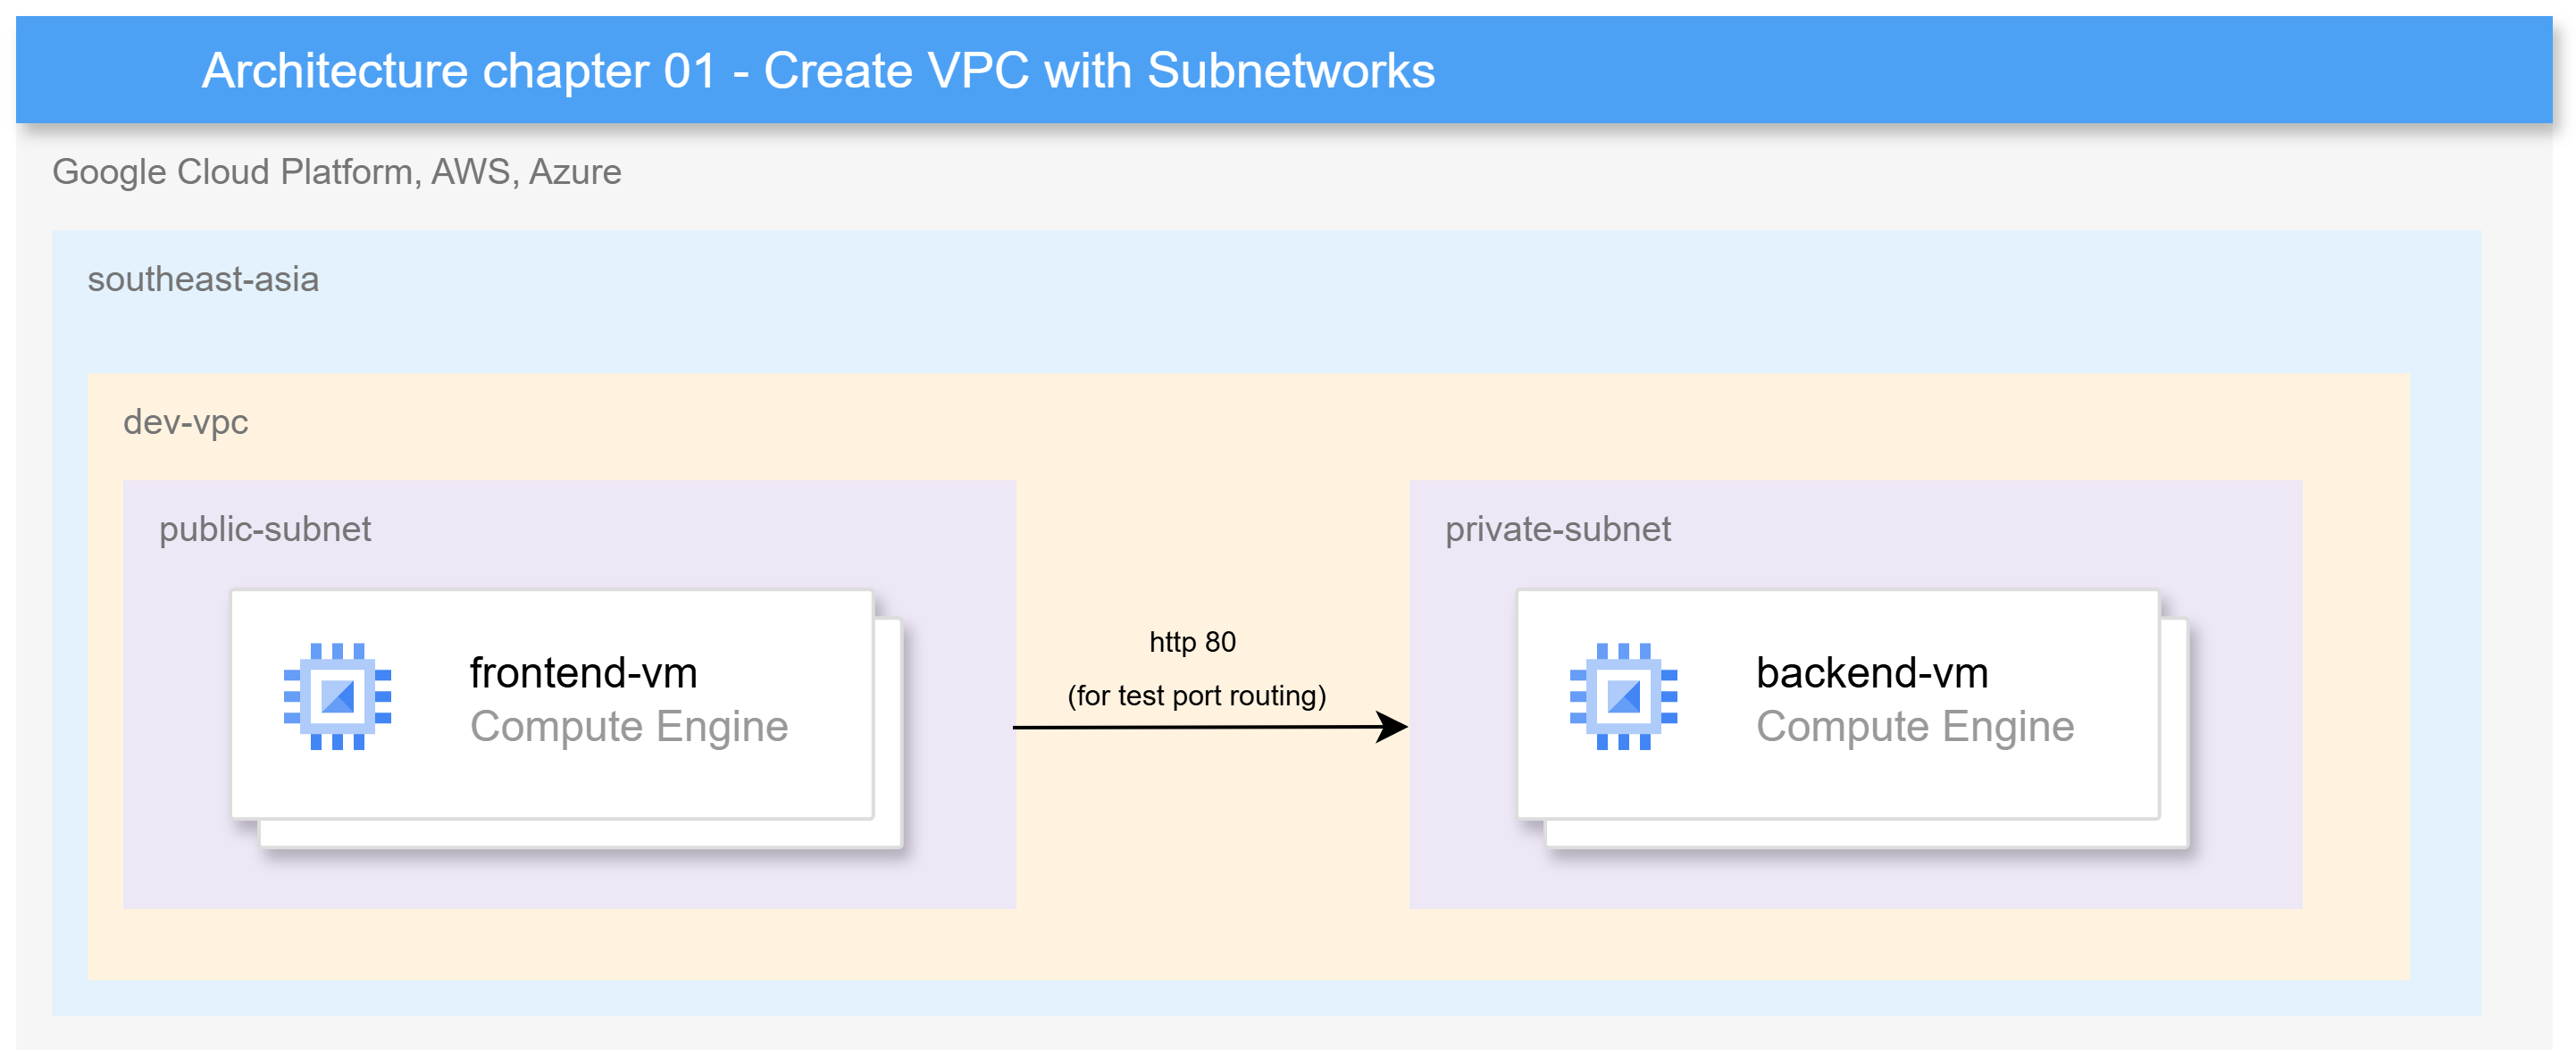 Architecture chapter 01 - Create VPC with Subnetworks
Google Cloud Platform, AWS, Azure
southeast-asia
dev-vpc
public-subnet
frontend-vm
Compute Engine
http 80
(for test port routing)
private-subnet
backend-vm
Compute Engine